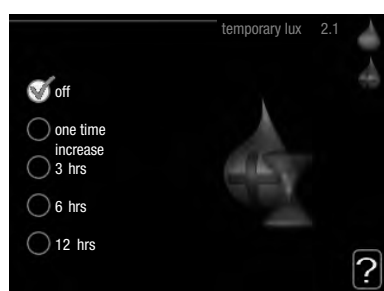 temporary lux 2.1
off
one time
increase
3 hrs
6 hrs
12 hrs
?